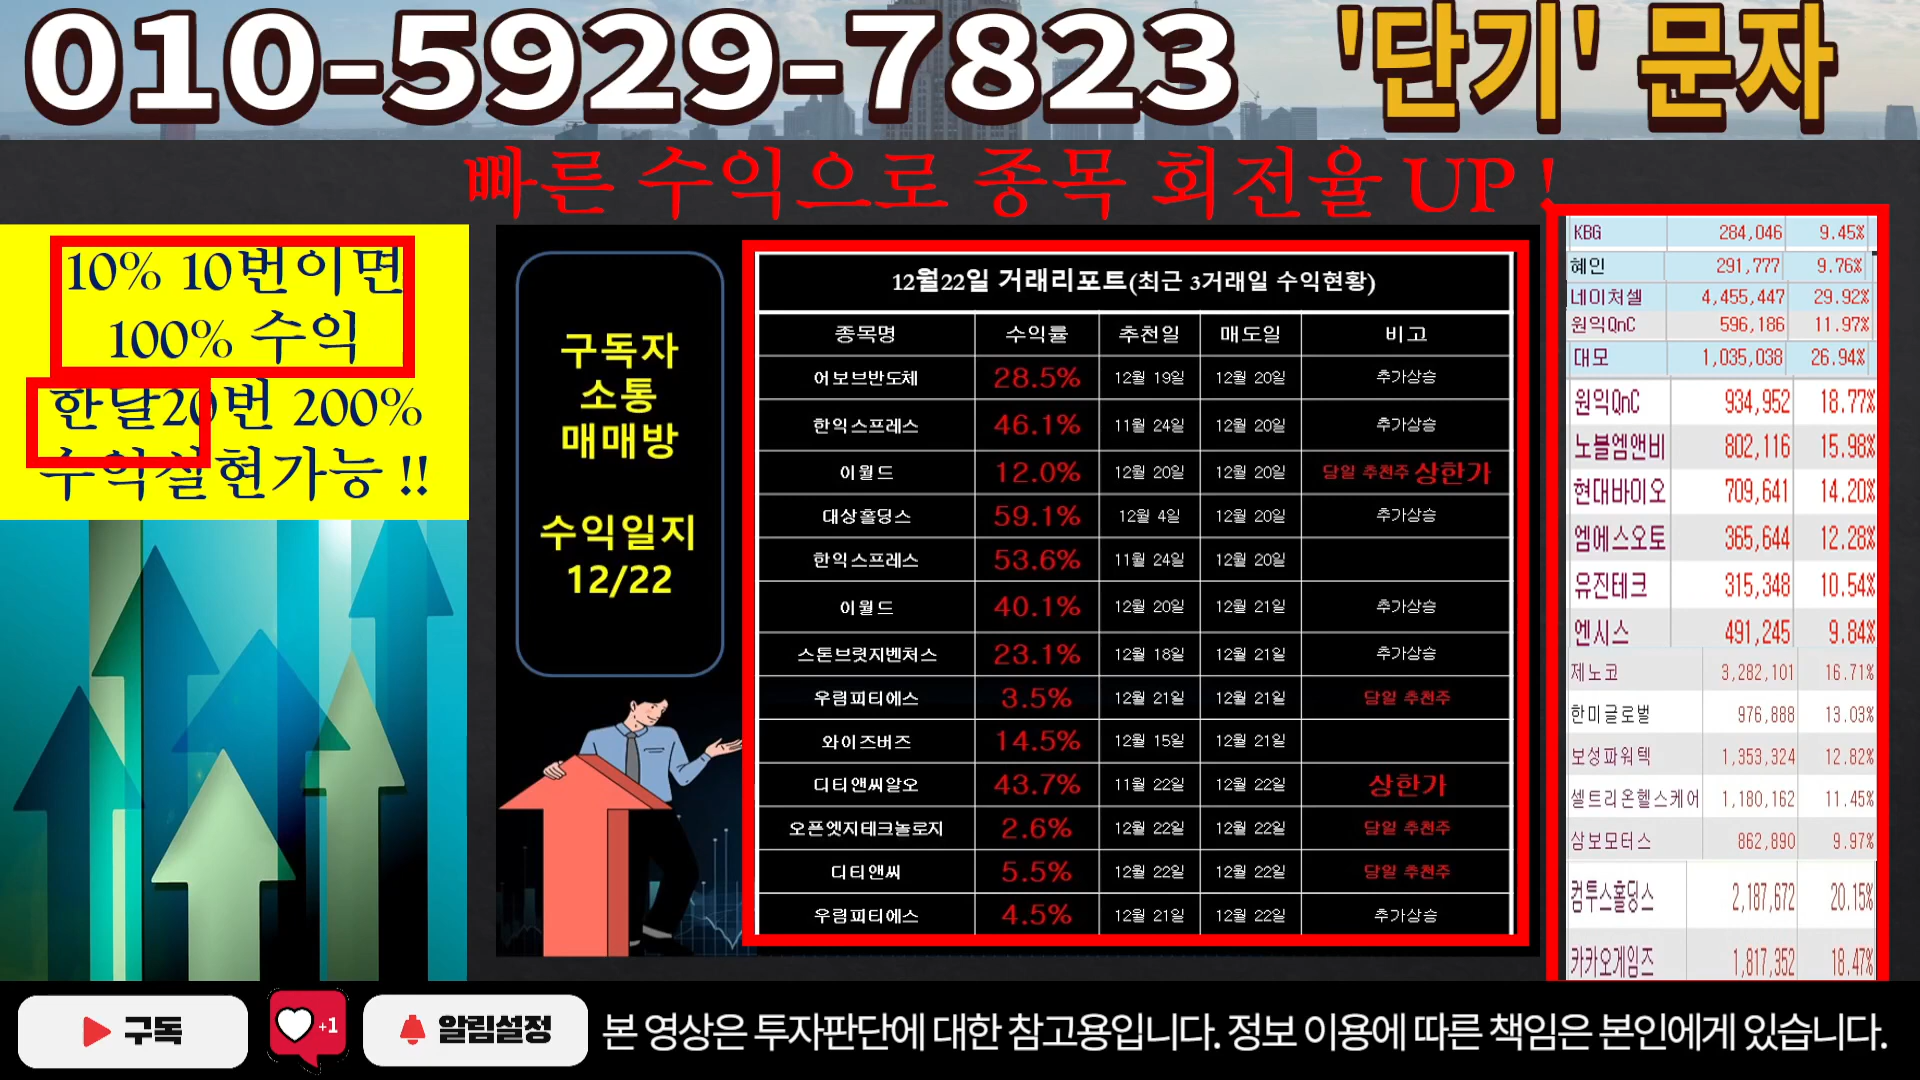 010-5929-7823 '단기' 문자
빠른 수익으로 종목 회전율 UP !
10% 10번이면
100% 수익
한달20번 200%
수익실현가능 !!
구독자
소통
매매방
수익일지
12/22
12월22일 거래리포트(최근 3거래일 수익현황)
종목명 수익률 추천일 매도일 비고
어보브반도체 28.5% 12월 19일 12월 20일 추가상승
한익스프레스 46.1% 11월 24일 12월 20일 추가상승
이월드 12.0% 12월 20일 12월 20일 당일 추천주 상한가
대상홀딩스 59.1% 12월 4일 12월 20일 추가상승
한익스프레스 53.6% 11월 24일 12월 20일
이월드 40.1% 12월 20일 12월 21일 추가상승
스톤브릿지벤처스 23.1% 12월 18일 12월 21일 추가상승
우림피티에스 3.5% 12월 21일 12월 21일 당일 추천주
와이즈버즈 14.5% 12월 15일 12월 21일
디티앤씨알오 43.7% 11월 22일 12월 22일 상한가
오픈엣지테크놀로지 2.6% 12월 22일 12월 22일 당일 추천주
디티앤씨 5.5% 12월 22일 12월 22일 당일 추천주
우림피티에스 4.5% 12월 21일 12월 22일 추가상승
KBG 284,046 9.45%
혜인 291,777 9.76%
네이처셀 4,455,447 29.92%
원익QnC 596,186 11.97%
대모 1,035,038 26.94%
원익QnC 934,952 18.77%
노블엠앤비 802,116 15.98%
현대바이오 709,641 14.20%
엠에스오토 365,644 12.28%
유진테크 315,348 10.54%
엔시스 491,245 9.84%
제노코 3,282,101 16.71%
한미글로벌 976,888 13.03%
보성파워텍 1,353,324 12.82%
셀트리온헬스케어 1,180,162 11.45%
상보모터스 862,890 9.97%
컴투스홀딩스 2,187,672 20.15%
카카오게임즈 1,817,352 18.47%
구독 +1 알림설정 본 영상은 투자판단에 대한 참고용입니다. 정보 이용에 따른 책임은 본인에게 있습니다.